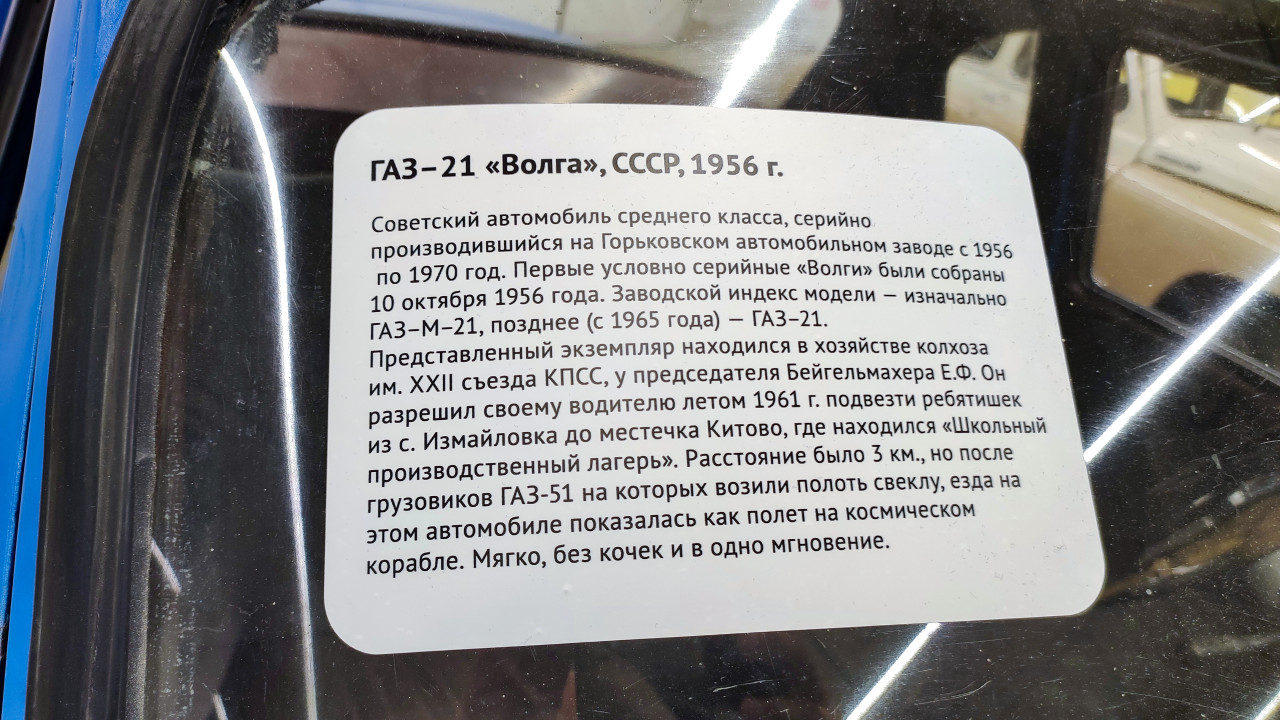 ГАЗ–21 «Волга», СССР, 1956 г.
Советский автомобиль среднего класса, серийно
производившийся на Горьковском автомобильном заводе с 1956
по 1970 год. Первые условно серийные «Волги» были собраны
10 октября 1956 года. Заводской индекс модели — изначально
ГАЗ–М–21, позднее (с 1965 года) — ГАЗ–21.
Представленный экземпляр находился в хозяйстве колхоза
им. XXII съезда КПСС, у председателя Бейгельмахера Е.Ф. Он
разрешил своему водителю летом 1961 г. подвезти ребятишек
из с. Измайловка до местечка Китово, где находился «Школьный
производственный лагерь». Расстояние было 3 км., но после
грузовиков ГАЗ-51 на которых возили полоть свеклу, езда на
этом автомобиле показалась как полет на космическом
корабле. Мягко, без кочек и в одно мгновение.